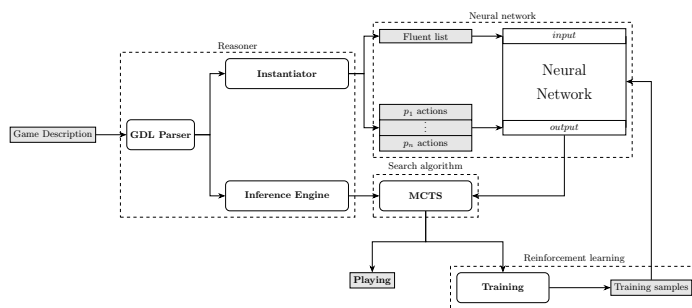 Neural network
Reasoner
Fluent list
input
Instantiator
Neural
Network
p1 actions
⋮
pn actions
output
Game Description
GDL Parser
Search algorithm
Inference Engine
MCTS
Reinforcement learning
Playing
Training
Training samples